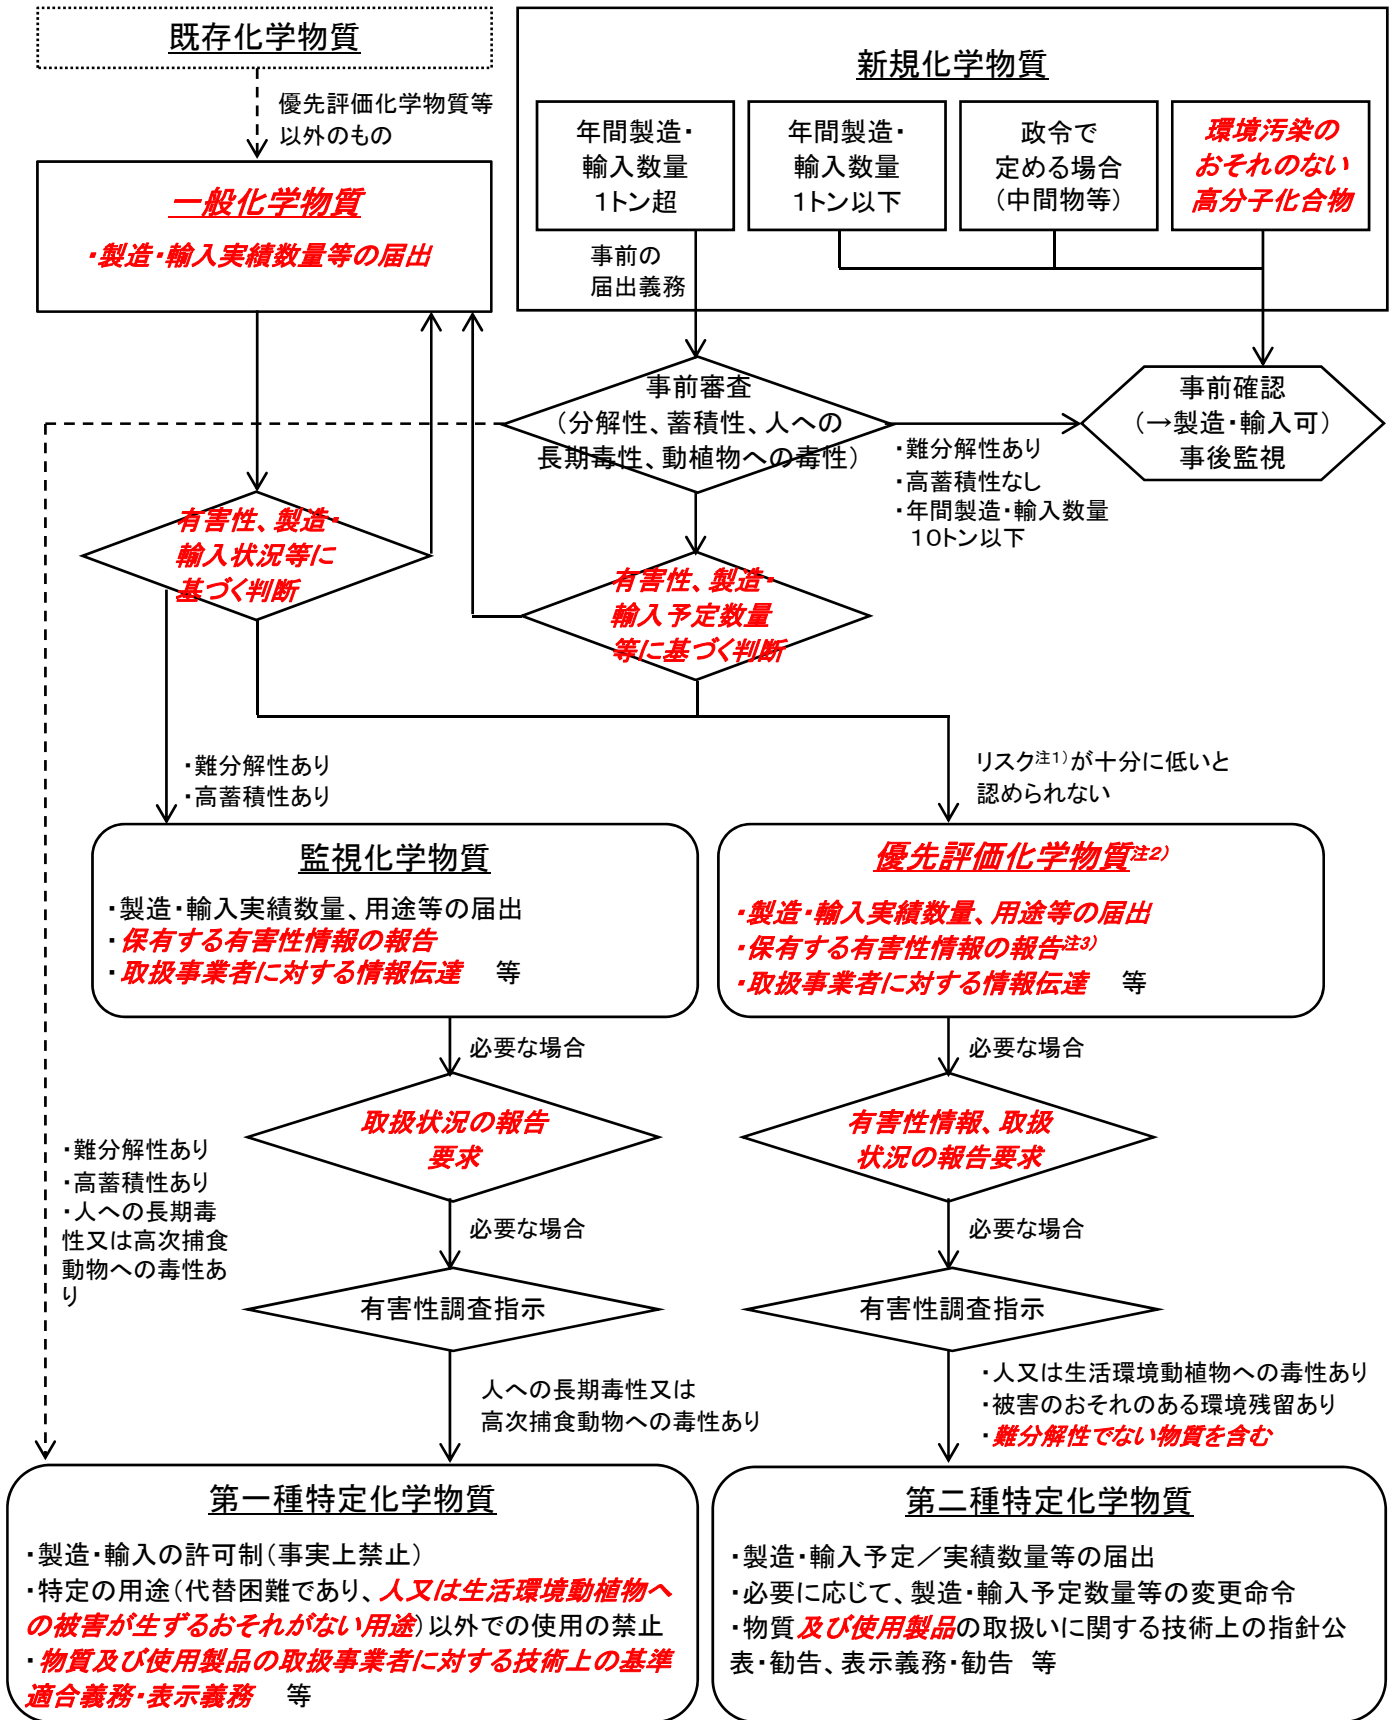 既存化学物質
優先評価化学物質等
以外のもの
一般化学物質
・製造・輸入実績数量等の届出
新規化学物質
年間製造・
輸入数量
1トン超
年間製造・
輸入数量
1トン以下
政令で
定める場合
(中間物等)
環境汚染の
おそれのない
高分子化合物
事前の
届出義務
事前審査
(分解性、蓄積性、人への
長期毒性、動植物への毒性)
事前確認
(→製造・輸入可)
事後監視
・難分解性あり
・高蓄積性なし
・年間製造・輸入数量
10トン以下
有害性、製造・
輸入状況等に
基づく判断
有害性、製造・
輸入予定数量
等に基づく判断
・難分解性あり
・高蓄積性あり
リスク注1)が十分に低いと
認められない
監視化学物質
・製造・輸入実績数量、用途等の届出
・保有する有害性情報の報告
・取扱事業者に対する情報伝達 等
優先評価化学物質注2)
・製造・輸入実績数量、用途等の届出
・保有する有害性情報の報告注3)
・取扱事業者に対する情報伝達 等
必要な場合
必要な場合
取扱状況の報告
要求
有害性情報、取扱
状況の報告要求
・難分解性あり
・高蓄積性あり
・人への長期毒
性又は高次捕食
動物への毒性あ
り
必要な場合
必要な場合
有害性調査指示
有害性調査指示
人への長期毒性又は
高次捕食動物への毒性あり
・人又は生活環境動植物への毒性あり
・被害のおそれのある環境残留あり
・難分解性でない物質を含む
第一種特定化学物質
・製造・輸入の許可制(事実上禁止)
・特定の用途(代替困難であり、人又は生活環境動植物へ
の被害が生ずるおそれがない用途)以外での使用の禁止
・物質及び使用製品の取扱事業者に対する技術上の基準
適合義務・表示義務 等
第二種特定化学物質
・製造・輸入予定/実績数量等の届出
・必要に応じて、製造・輸入予定数量等の変更命令
・物質及び使用製品の取扱いに関する技術上の指針公
表・勧告、表示義務・勧告 等